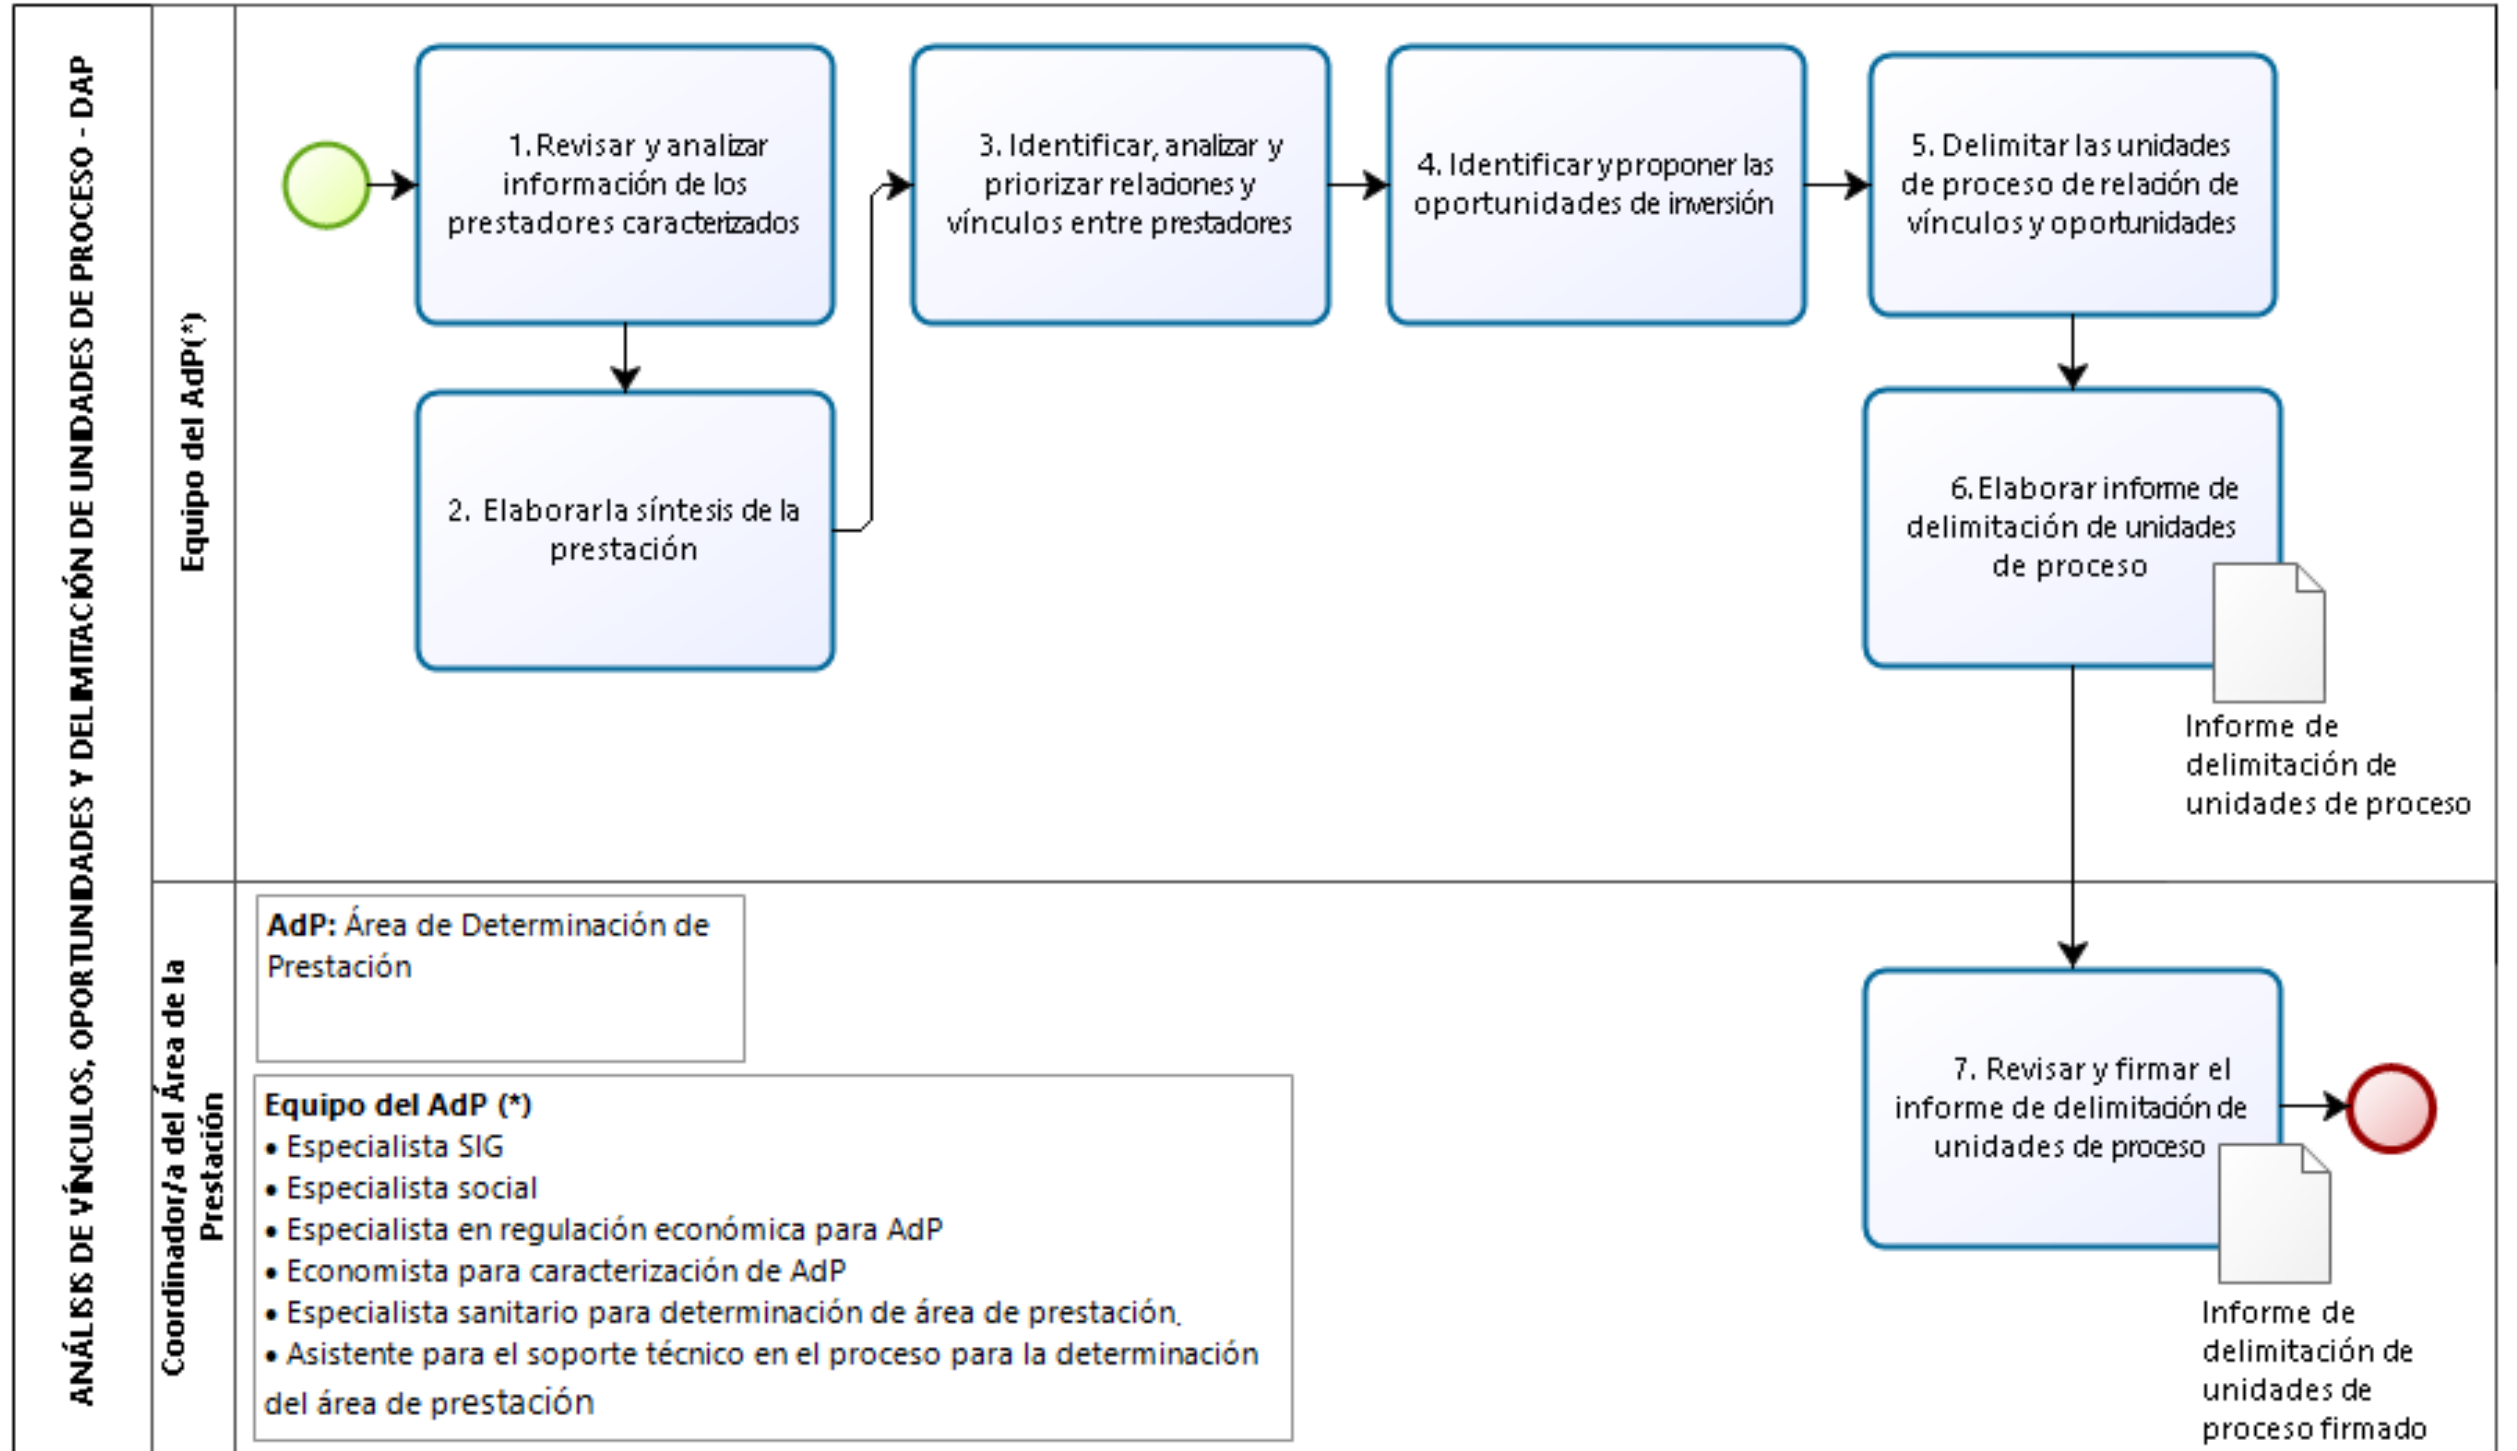 ANÁLISIS DE VÍNCULOS, OPORTUNIDADES Y DELIMITACIÓN DE UNIDADES DE PROCESO - DAP
Equipo del AdP(*)
1. Revisar y analizar
información de los
prestadores caracterizados
2. Elaborar la síntesis de la
prestación
3. Identificar, analizar y
priorizar relaciones y
vínculos entre prestadores
4. Identificar y proponer las
oportunidades de inversión
5. Delimitar las unidades
de proceso de relación de
vínculos y oportunidades
6. Elaborar informe de
delimitación de unidades
de proceso
Informe de
delimitación de
unidades de proceso
Coordinador/a del Área de la
Prestación
AdP: Área de Determinación de
Prestación
Equipo del AdP (*)
• Especialista SIG
• Especialista social
• Especialista en regulación económica para AdP
• Economista para caracterización de AdP
• Especialista sanitario para determinación de área de prestación.
• Asistente para el soporte técnico en el proceso para la determinación
del área de prestación
7. Revisar y firmar el
informe de delimitación de
unidades de proceso
Informe de
delimitación de
unidades de
proceso firmado